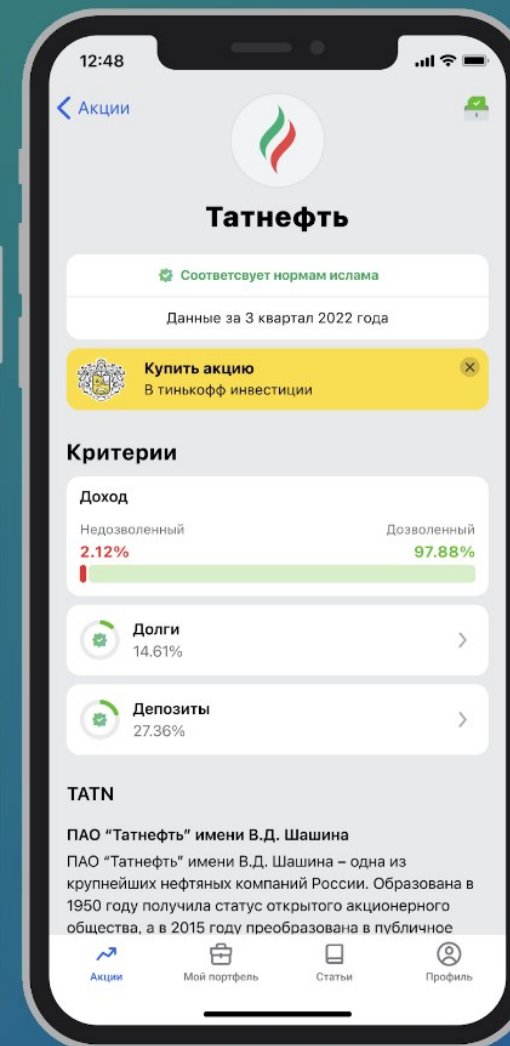 12:48
Акции
Татнефть
Соответсвует нормам ислама
Данные за 3 квартал 2022 года
Купить акцию
В тинькофф инвестиции
Критерии
Доход
Недозволенный Дозволенный
2.12% 97.88%
Долги
14.61%
Депозиты
27.36%
TATN
ПАО “Татнефть” имени В.Д. Шашина
ПАО “Татнефть” имени В.Д. Шашина – одна из
крупнейших нефтяных компаний России. Образована в
1950 году получила статус открытого акционерного
общества, а в 2015 году преобразована в публичное
Акции Мой портфель Статьи Профиль